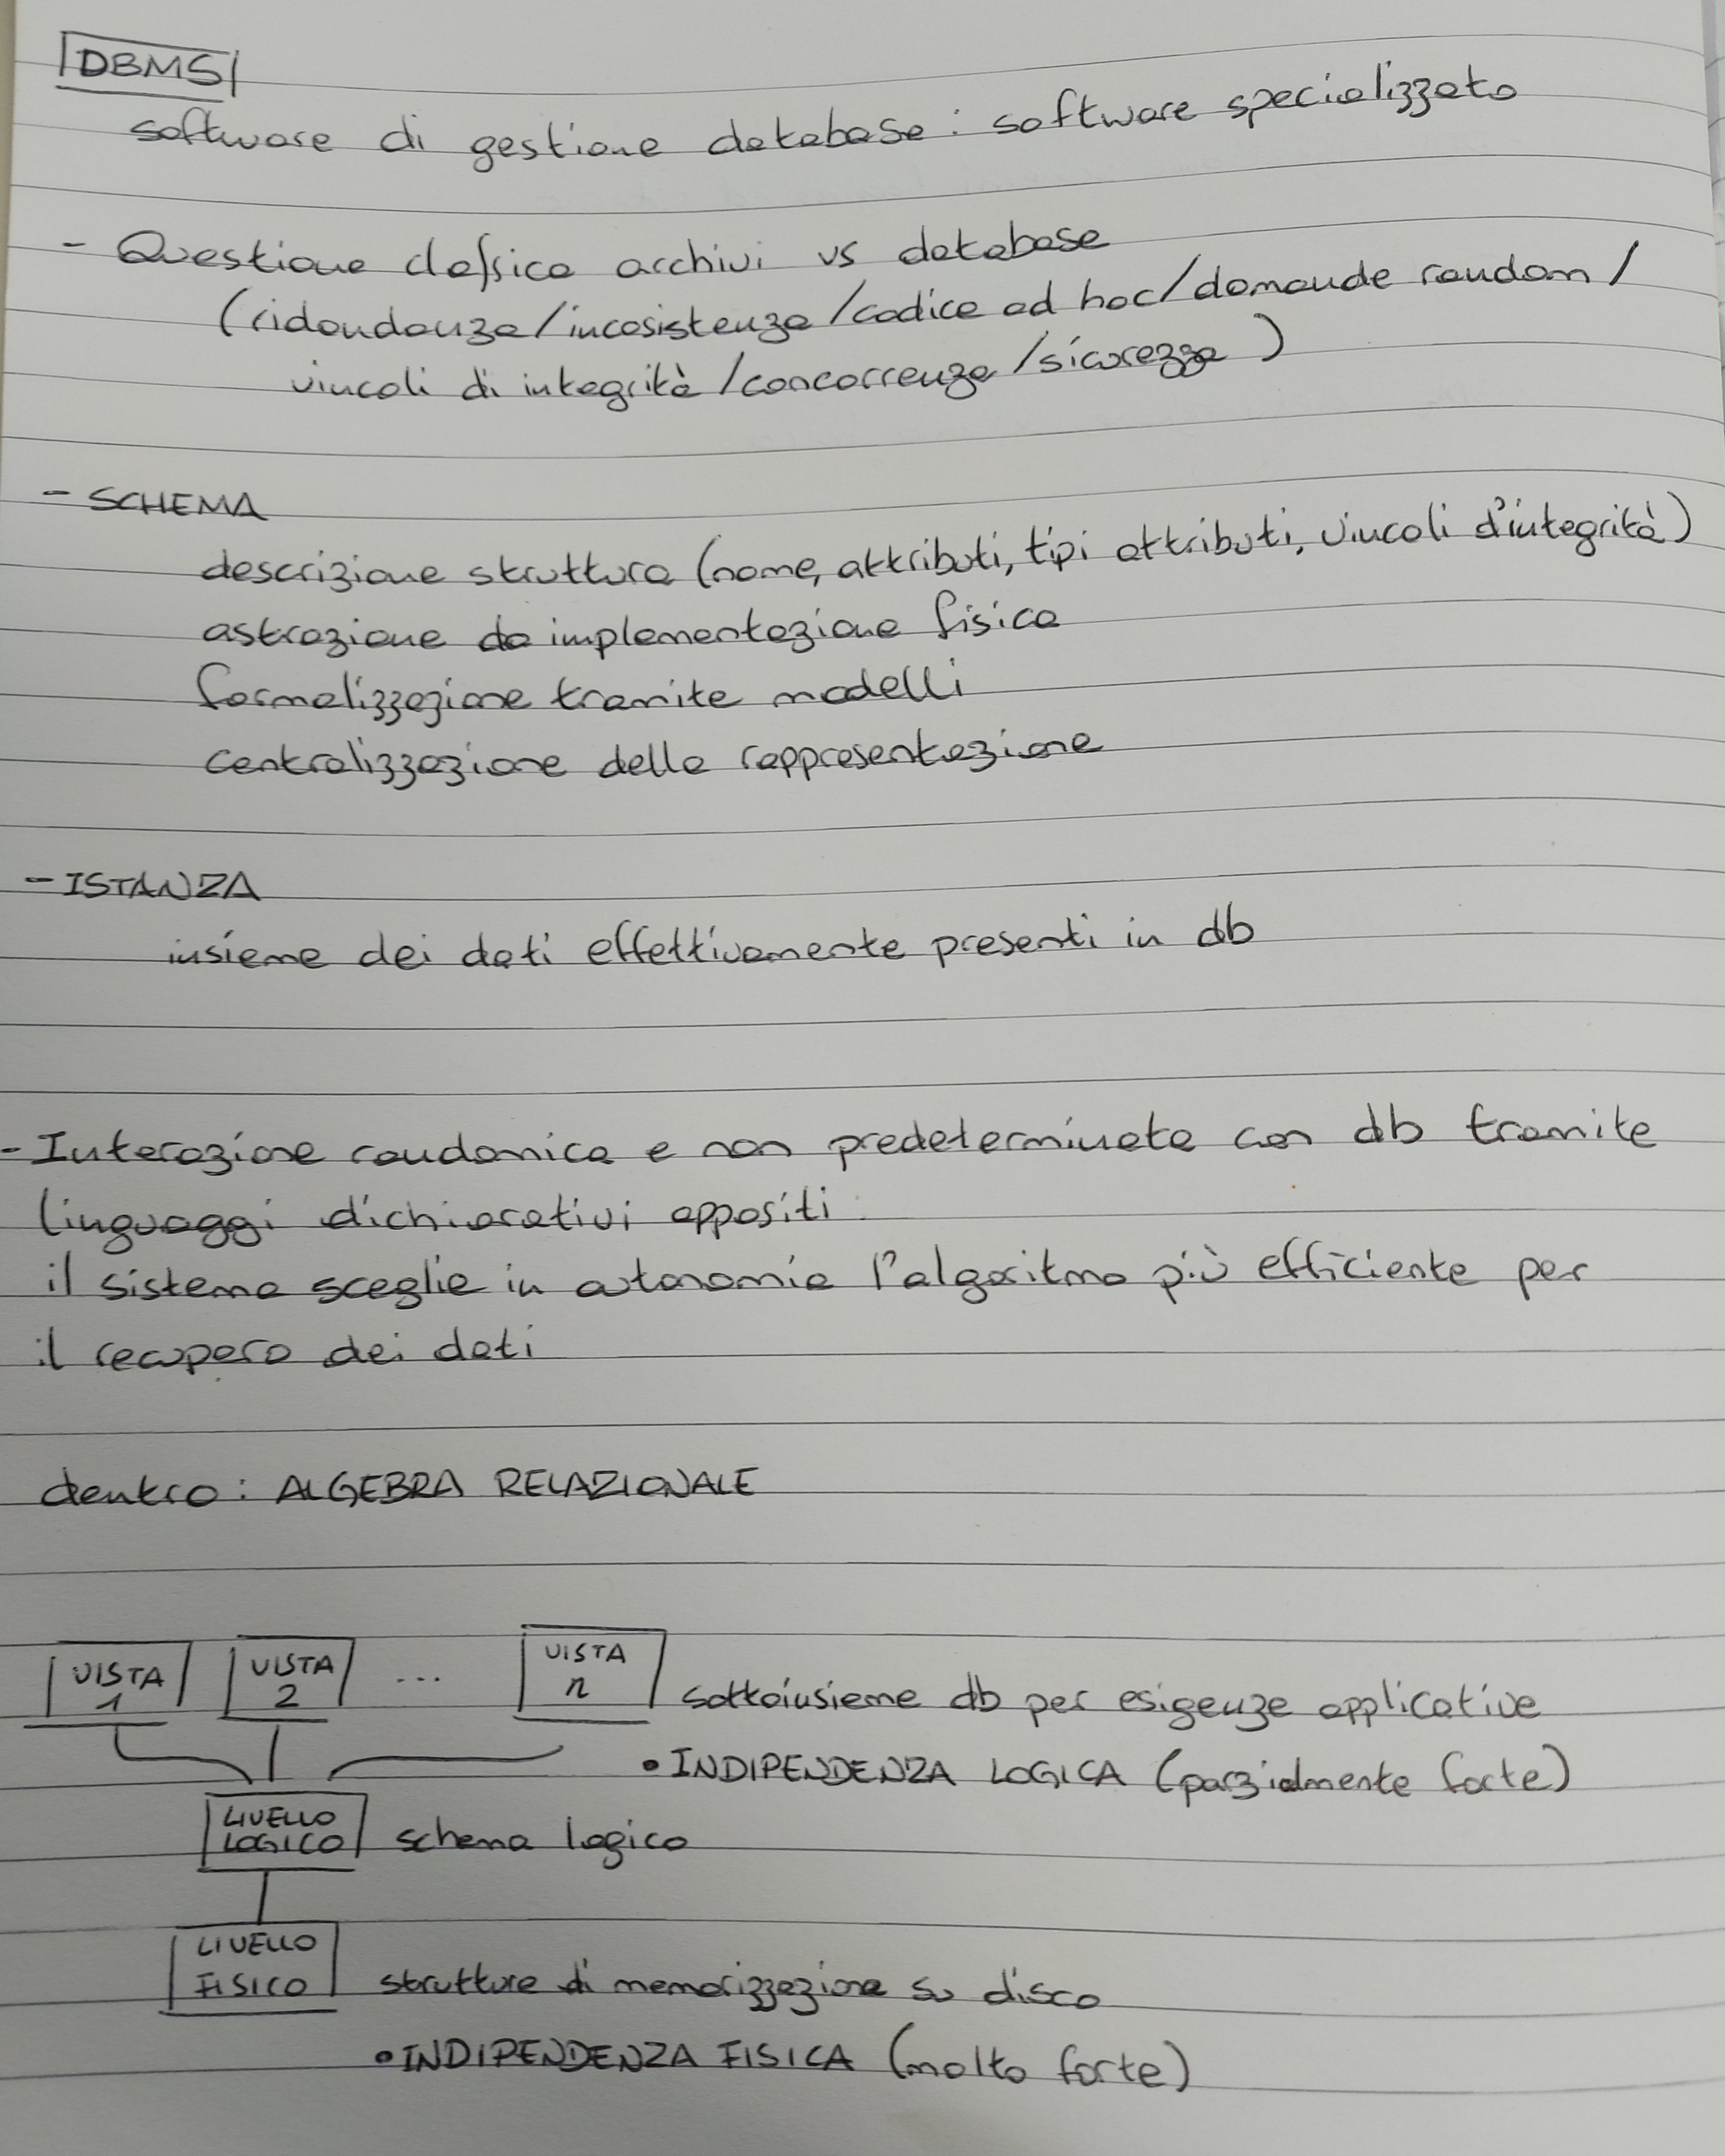 DBMS
software di gestione database : software specializzato
- Questione classica archivi vs database
(ridondanza/incosistenza/codice ad hoc/domande random/
vincoli di integrità/concorrenza/sicurezza)
- SCHEMA
descrizione struttura (nome, attributi, tipi attributi, vincoli d'integrità)
astrazione da implementazione fisica
formalizzazione tramite modelli
centralizzazione della rappresentazione
- ISTANZA
insieme dei dati effettivamente presenti in db
- Interazione randomica e non predeterminata con db tramite
linguaggi dichiarativi appositi :
il sistema sceglie in autonomia l'algoritmo più efficiente per
il recupero dei dati
dentro : ALGEBRA RELAZIONALE
VISTA 1 VISTA 2 ... VISTA n sottoinsieme db per esigenze applicative
• INDIPENDENZA LOGICA (parzialmente forte)
LIVELLO LOGICO schema logico
LIVELLO FISICO strutture di memorizzazione su disco
• INDIPENDENZA FISICA (molto forte)